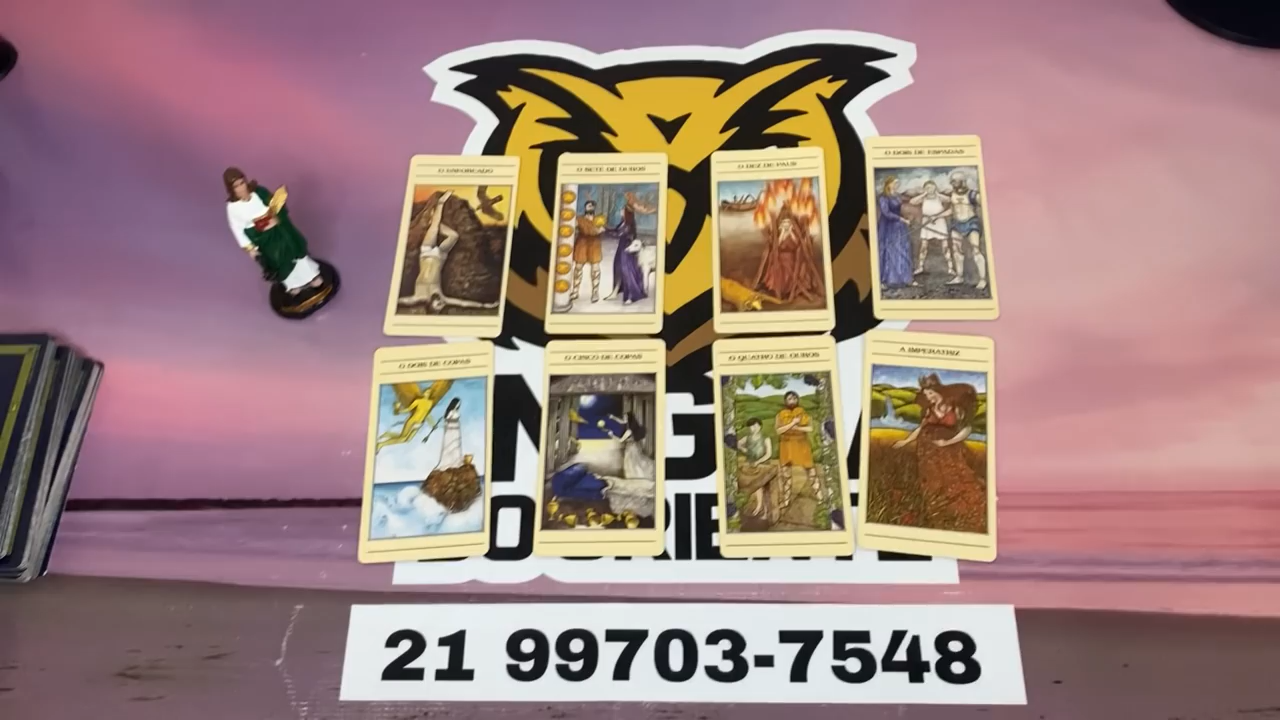 O ENFORCADO
O SETE DE OUROS
O DEZ DE PAUS
O DOIS DE ESPADAS
O DOIS DE COPAS
O CINCO DE COPAS
O QUATRO DE OUROS
A IMPERATRIZ
21 99703-7548